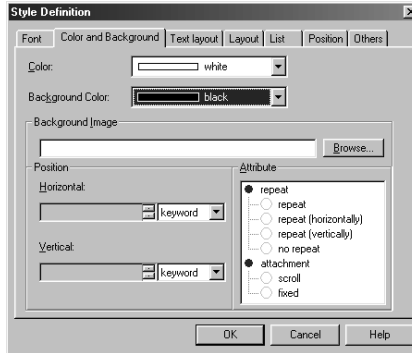 Style Definition
Font Color and Background Text layout Layout List Position Others
Color: white
Background Color: black
Background Image
Browse...
Position
Horizontal:
keyword
Vertical:
keyword
Attribute
repeat
repeat
repeat (horizontally)
repeat (vertically)
no repeat
attachment
scroll
fixed
OK Cancel Help